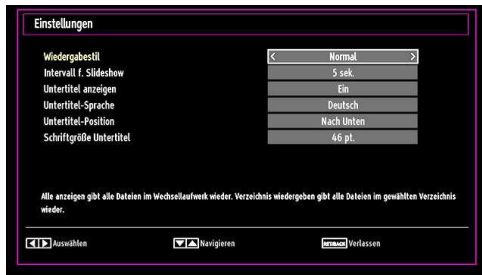 Einstellungen
Wiedergabestil < Normal >
Intervall f. Slideshow 5 sek.
Untertitel anzeigen Ein
Untertitel-Sprache Deutsch
Untertitel-Position Nach Unten
Schriftgröße Untertitel 46 pt.
Alle anzeigen gibt alle Dateien im Wechsellaufwerk wieder. Verzeichnis wiedergeben gibt alle Dateien im gewählten Verzeichnis
wieder.
Auswählen Navigieren RET/BACK Verlassen